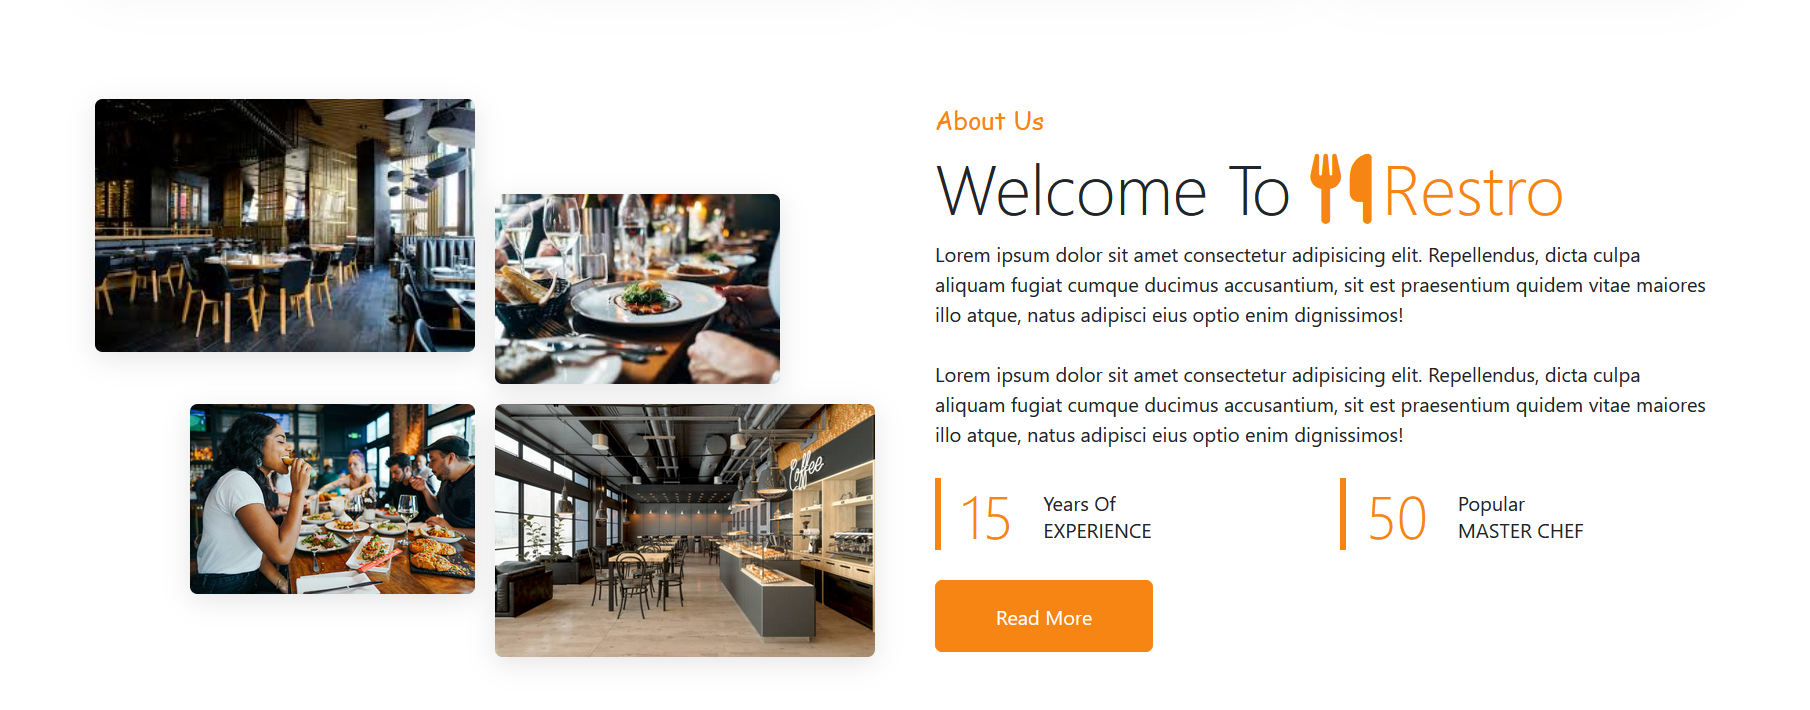 About Us
Welcome To Restro
Lorem ipsum dolor sit amet consectetur adipisicing elit. Repellendus, dicta culpa
aliquam fugiat cumque ducimus accusantium, sit est praesentium quidem vitae maiores
illo atque, natus adipisci eius optio enim dignissimos!
Lorem ipsum dolor sit amet consectetur adipisicing elit. Repellendus, dicta culpa
aliquam fugiat cumque ducimus accusantium, sit est praesentium quidem vitae maiores
illo atque, natus adipisci eius optio enim dignissimos!
Coffee
15 Years Of
EXPERIENCE
50 Popular
MASTER CHEF
Read More